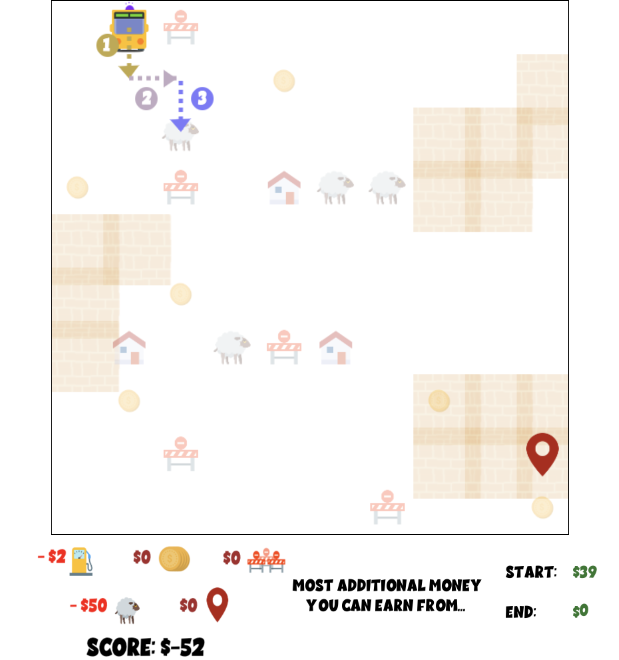 1
2
3
- $2
$0
$0
- $50
$0
SCORE: $-52
MOST ADDITIONAL MONEY
YOU CAN EARN FROM...
START: $39
END: $0